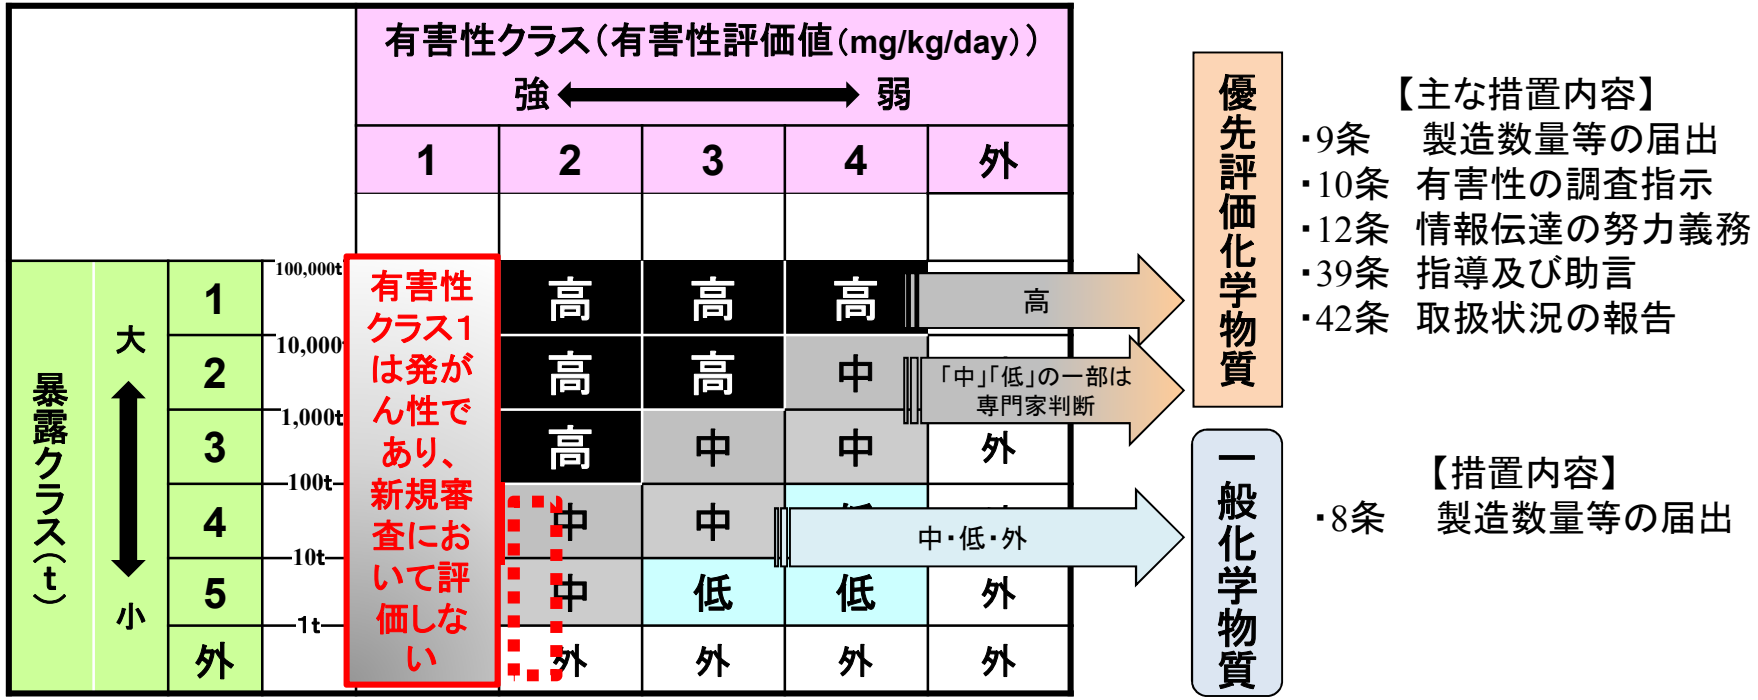 有害性クラス（有害性評価値（mg/kg/day））
強 弱
1 2 3 4 外
暴露クラス（t）
大
小
1
2
3
4
5
外
100,000t
10,000t
1,000t
100t
10t
1t
有害性
クラス1
は発が
ん性で
あり、
新規審
査にお
いて評
価しな
い
高 高 高
高 高 中
高 中 中 外
中 中
中 低 低 外
外 外 外 外
高
「中」「低」の一部は
専門家判断
中・低・外
優先評価化学物質
一般化学物質
【主な措置内容】
・9条 製造数量等の届出
・10条 有害性の調査指示
・12条 情報伝達の努力義務
・39条 指導及び助言
・42条 取扱状況の報告
【措置内容】
・8条 製造数量等の届出